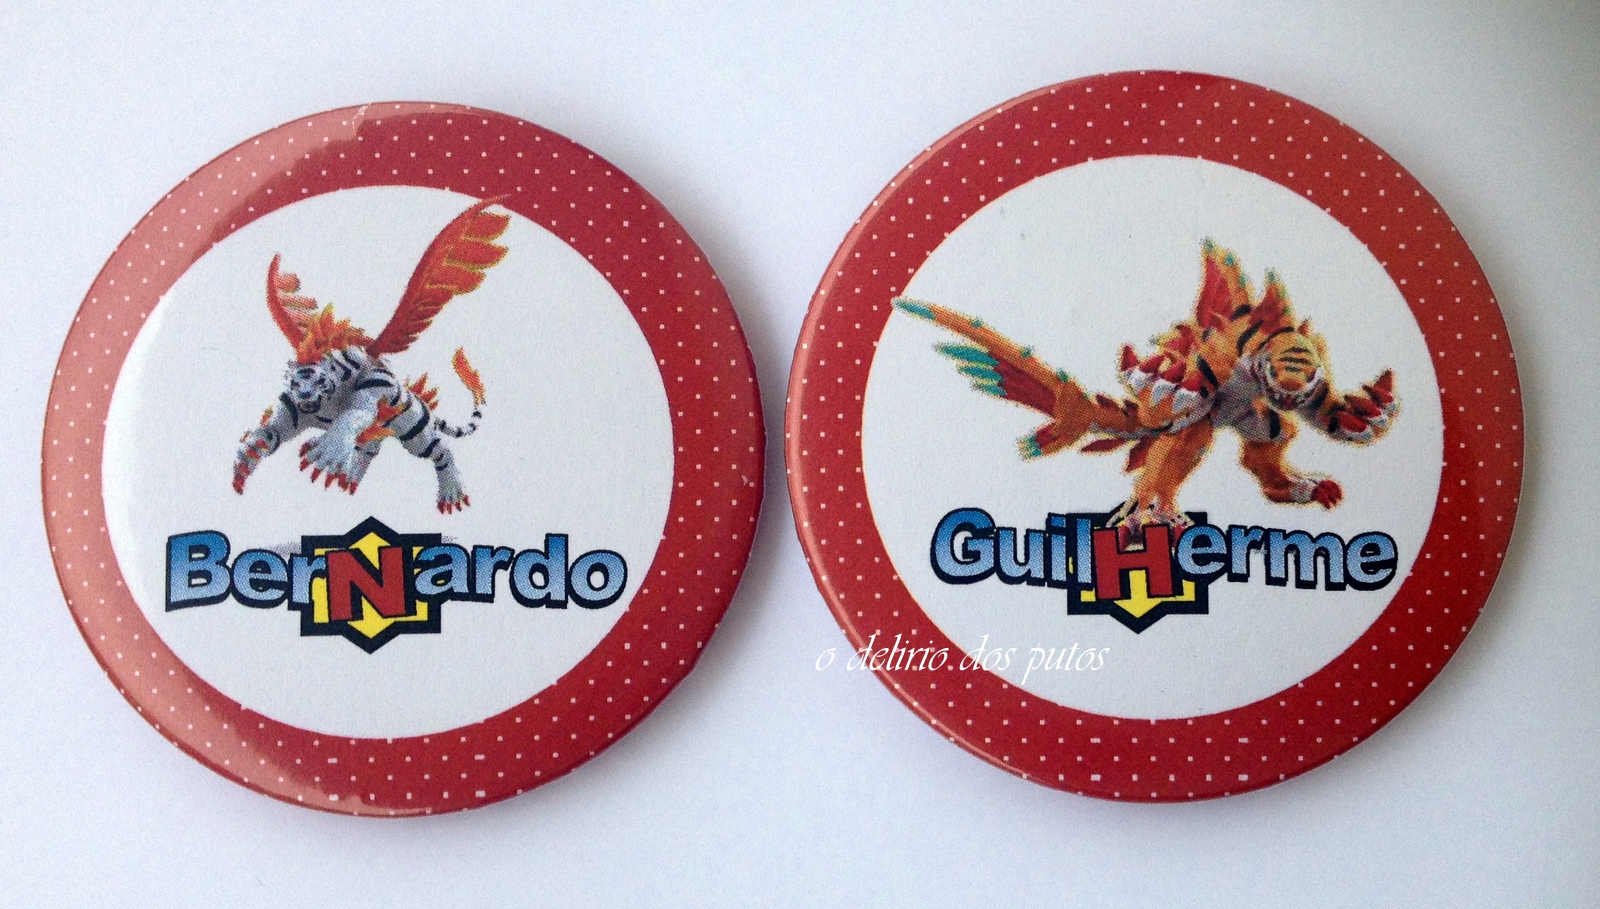 BerNardo
GuilHerme
o delirio dos putos